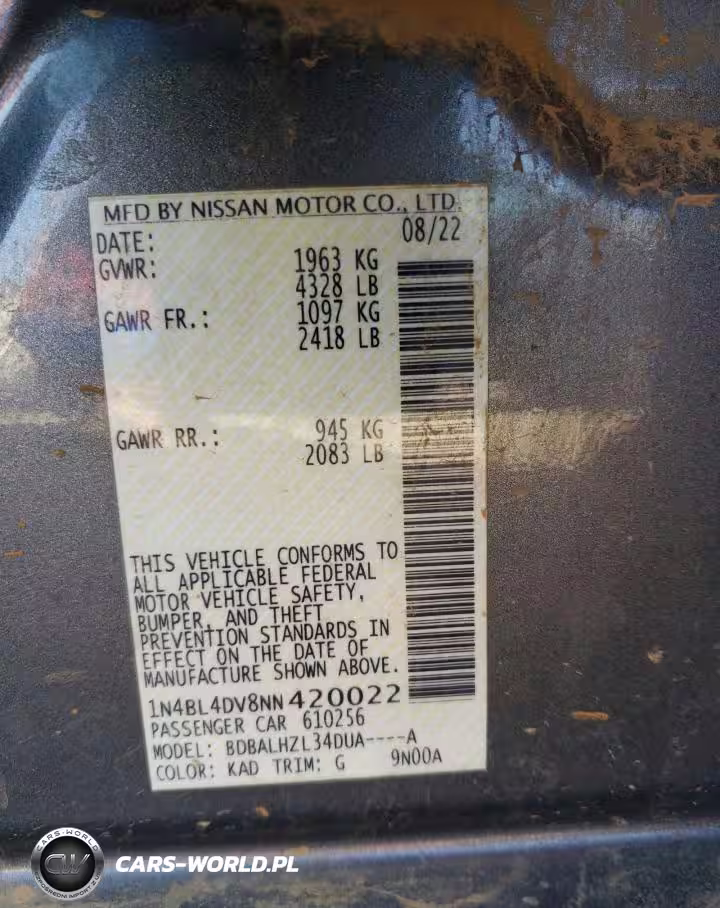 MFD BY NISSAN MOTOR CO., LTD.
DATE: 08/22
GVWR: 1963 KG
4328 LB
GAWR FR.: 1097 KG
2418 LB
GAWR RR.: 945 KG
2083 LB
THIS VEHICLE CONFORMS TO
ALL APPLICABLE FEDERAL
MOTOR VEHICLE SAFETY,
BUMPER, AND THEFT
PREVENTION STANDARDS IN
EFFECT ON THE DATE OF
MANUFACTURE SHOWN ABOVE.
1N4BL4DV8NN420022
PASSENGER CAR 610256
MODEL: BDBALHZL34DUA----A
COLOR: KAD TRIM: G 9N00A
CARS-WORLD
CW
CARS-WORLD.PL